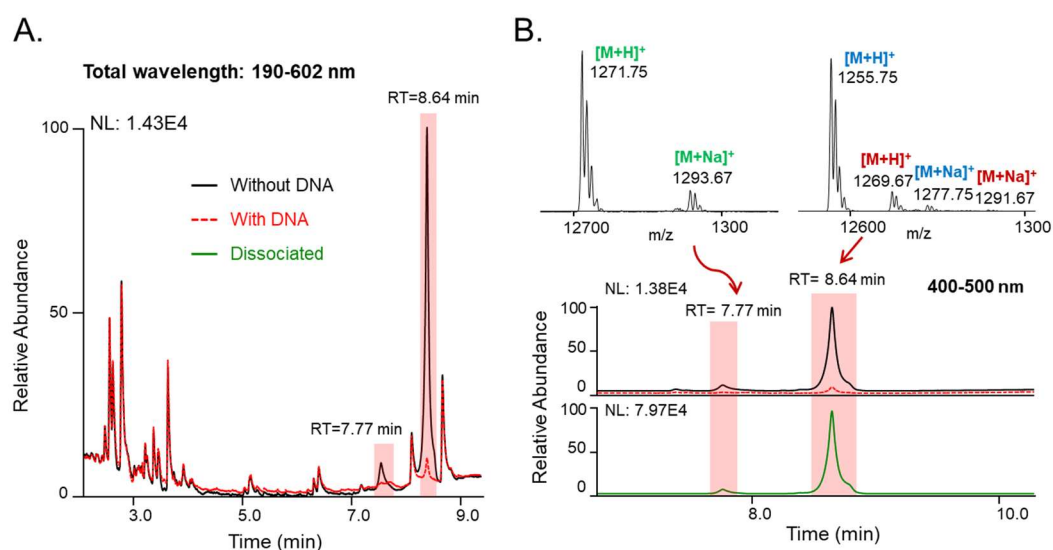 A.
Total wavelength: 190-602 nm
RT=8.64 min
100
NL: 1.43E4
Without DNA
With DNA
Dissociated
50
RT=7.77 min
0
3.0
5.0
7.0
9.0
Relative Abundance
Time (min)
B.
[M+H]+
1271.75
[M+Na]+
1293.67
12700
m/z
1300
[M+H]+
1255.75
[M+H]+
1269.67
[M+Na]+
1277.75
[M+Na]+
1291.67
12600
m/z
1300
RT= 8.64 min
NL: 1.38E4
400-500 nm
RT= 7.77 min
100
50
0
100
NL: 7.97E4
50
0
Relative Abundance
8.0
10.0
Time (min)